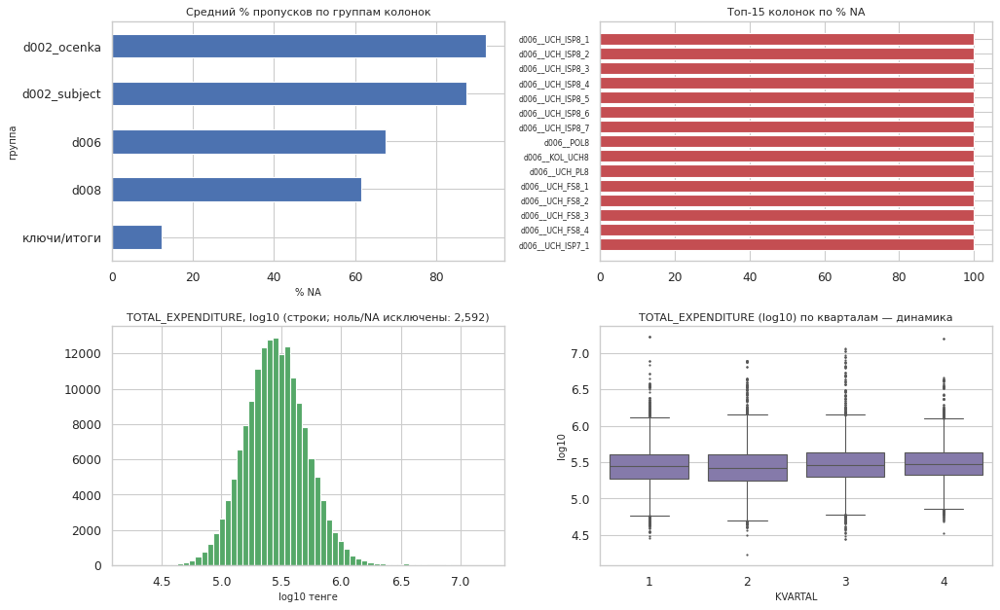 Средний % пропусков по группам колонок
группа
d002_ocenka
d002_subject
d006
d008
ключи/итоги
0 20 40 60 80
% NA
Топ-15 колонок по % NA
d006__UCH_ISP8_1
d006__UCH_ISP8_2
d006__UCH_ISP8_3
d006__UCH_ISP8_4
d006__UCH_ISP8_5
d006__UCH_ISP8_6
d006__UCH_ISP8_7
d006__POL8
d006__KOL_UCH8
d006__UCH_PL8
d006__UCH_FS8_1
d006__UCH_FS8_2
d006__UCH_FS8_3
d006__UCH_FS8_4
d006__UCH_ISP7_1
0 20 40 60 80 100
TOTAL_EXPENDITURE, log10 (строки; ноль/NA исключены: 2,592)
12000
10000
8000
6000
4000
2000
0
4.5 5.0 5.5 6.0 6.5 7.0
log10 тенге
TOTAL_EXPENDITURE (log10) по кварталам — динамика
log10
7.0
6.5
6.0
5.5
5.0
4.5
1 2 3 4
KVARTAL